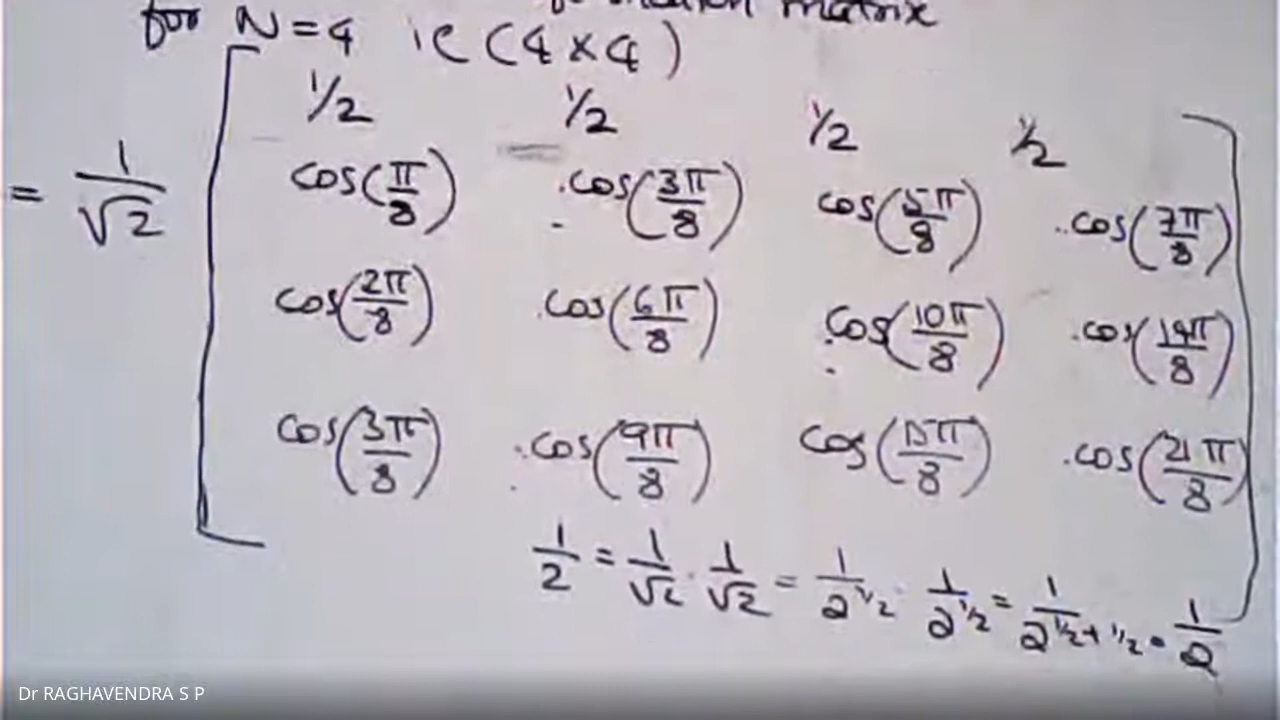 for N=4 ie (4×4) matrix
1/2 1/2 1/2 1/2
= 1/√2 cos(π/8) cos(3π/8) cos(5π/8) cos(7π/8)
cos(2π/8) cos(6π/8) cos(10π/8) cos(14π/8)
cos(3π/8) cos(9π/8) cos(15π/8) cos(21π/8)
1/2 = 1/√2 . 1/√2 = 1/2^1/2 . 1/2^1/2 = 1/2^1/2+1/2 = 1/2
Dr RAGHAVENDRA S P